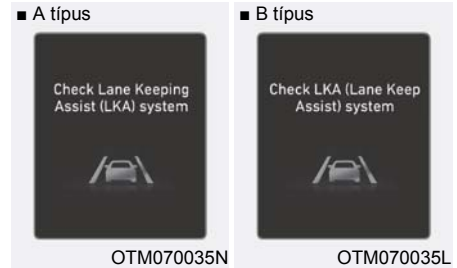 ■ A típus
Check Lane Keeping
Assist (LKA) system
OTM070035N
■ B típus
Check LKA (Lane Keep
Assist) system
OTM070035L